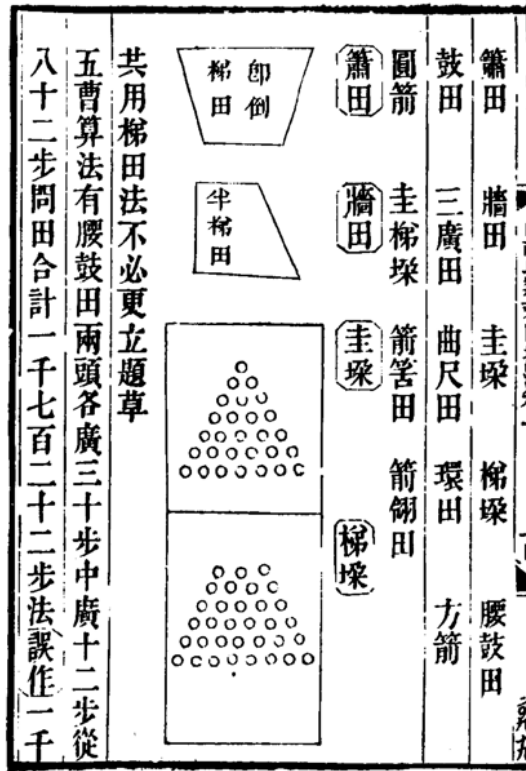 簫田 牆田 圭垜 梯垜 腰鼓田
鼓田 三廣田 曲尺田 環田 方箭
圓箭 圭梯垜 箭筈田 箭翎田
簫田 牆田 圭垜 梯垜
卽倒
梯田
半梯田
共用梯田法不必更立題草
五曹算法有腰鼓田兩頭各廣三十步中廣十二步從
八十二步問田合計一千七百二十二步法誤作一千